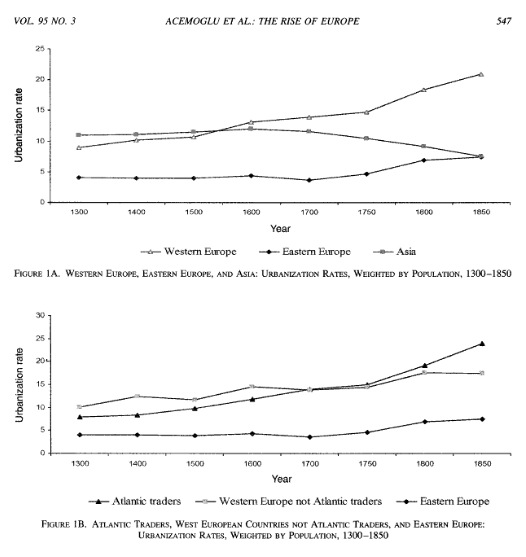 VOL. 95 NO. 3 ACEMOGLU ET AL.: THE RISE OF EUROPE 547
25
20
15
10
5
0
Urbanization rate
1300 1400 1500 1600 1700 1750 1800 1850
Year
Western Europe Eastern Europe Asia
FIGURE 1A. WESTERN EUROPE, EASTERN EUROPE, AND ASIA: URBANIZATION RATES, WEIGHTED BY POPULATION, 1300–1850
30
25
20
15
10
5
0
Urbanization rate
1300 1400 1500 1600 1700 1750 1800 1850
Year
Atlantic traders Western Europe not Atlantic traders Eastern Europe
FIGURE 1B. ATLANTIC TRADERS, WEST EUROPEAN COUNTRIES NOT ATLANTIC TRADERS, AND EASTERN EUROPE:
URBANIZATION RATES, WEIGHTED BY POPULATION, 1300–1850